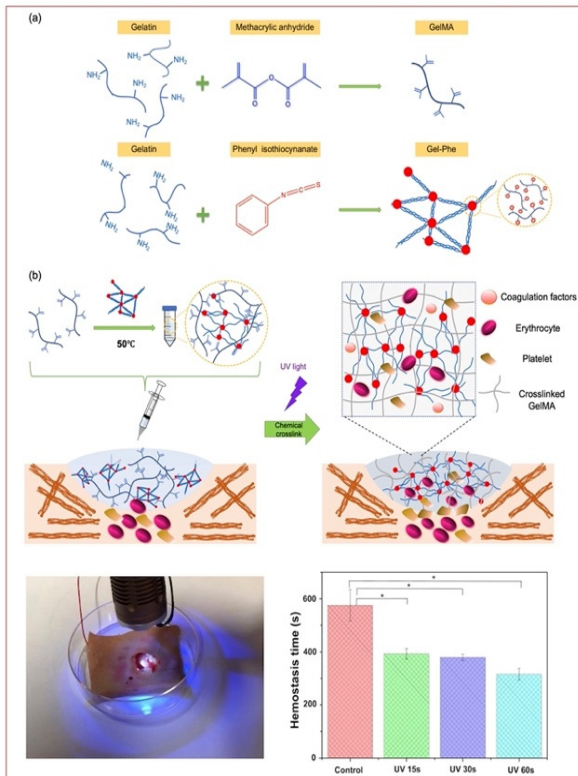 (a)
Gelatin
Methacrylic anhydride
GelMA
NH₂
NH₂
NH₂
NH₂
O
O
O
Gelatin
Phenyl isothiocynanate
Gel-Phe
NH₂
NH₂
NH₂
NH₂
N=C=S
(b)
50℃
UV light
Chemical
crosslink
Coagulation factors
Erythrocyte
Platelet
Crosslinked
GelMA
Hemostasis time (s)
600
400
200
0
*
*
*
Control
UV 15s
UV 30s
UV 60s